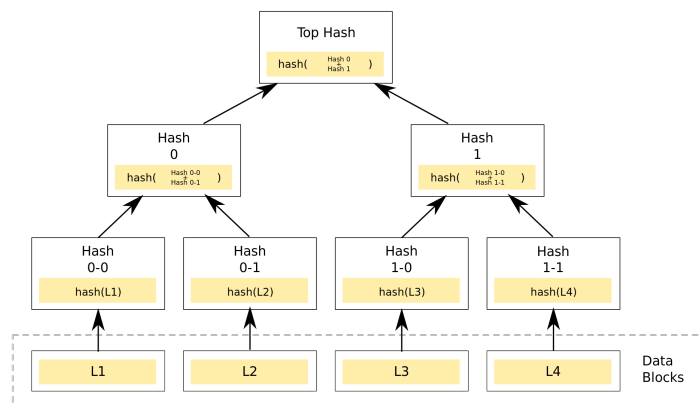 Top Hash
hash( Hash 0 + Hash 1 )
Hash
0
hash( Hash 0-0 + Hash 0-1 )
Hash
1
hash( Hash 1-0 + Hash 1-1 )
Hash
0-0
hash(L1)
Hash
0-1
hash(L2)
Hash
1-0
hash(L3)
Hash
1-1
hash(L4)
L1
L2
L3
L4
Data
Blocks